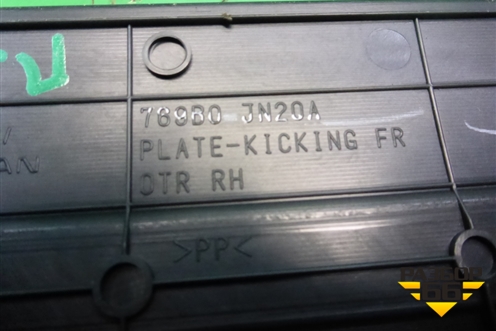 769B0 JN20A
PLATE-KICKING FR
OTR RH
>PP<